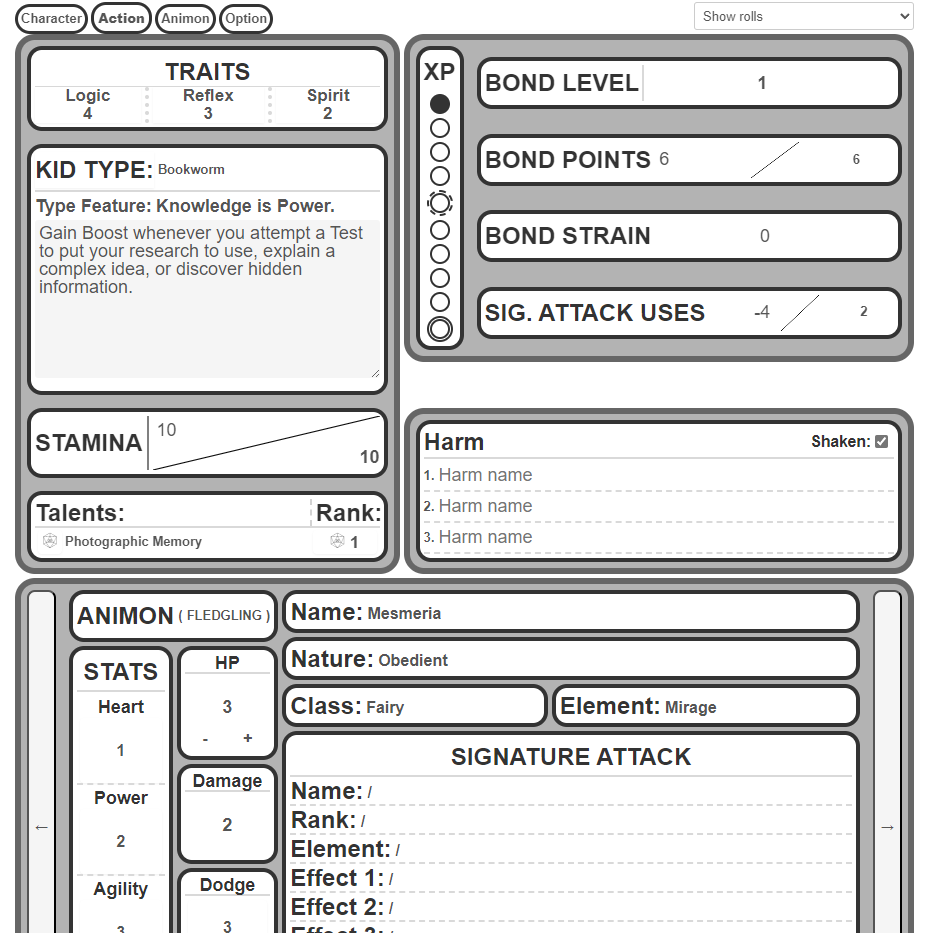 Character Action Animon Option
Show rolls
TRAITS
Logic Reflex Spirit
4 3 2
KID TYPE: Bookworm
Type Feature: Knowledge is Power.
Gain Boost whenever you attempt a Test
to put your research to use, explain a
complex idea, or discover hidden
information.
STAMINA 10
10
Talents: Rank:
Photographic Memory 1
XP
BOND LEVEL 1
BOND POINTS 6 6
BOND STRAIN 0
SIG. ATTACK USES -4 2
Harm Shaken:
1. Harm name
2. Harm name
3. Harm name
←
ANIMON ( FLEDGLING )
STATS
Heart
1
Power
2
Agility
3
HP
3
- +
Damage
2
Dodge
3
Name: Mesmeria
Nature: Obedient
Class: Fairy Element: Mirage
SIGNATURE ATTACK
Name: /
Rank: /
Element: /
Effect 1: /
Effect 2: /
Effect 3: /
→